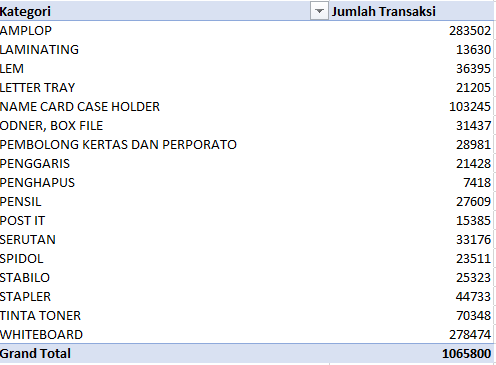 Kategori Jumlah Transaksi
AMPLOP 283502
LAMINATING 13630
LEM 36395
LETTER TRAY 21205
NAME CARD CASE HOLDER 103245
ODNER, BOX FILE 31437
PEMBOLONG KERTAS DAN PERPORATO 28981
PENGGARIS 21428
PENGHAPUS 7418
PENSIL 27609
POST IT 15385
SERUTAN 33176
SPIDOL 23511
STABILO 25323
STAPLER 44733
TINTA TONER 70348
WHITEBOARD 278474
Grand Total 1065800